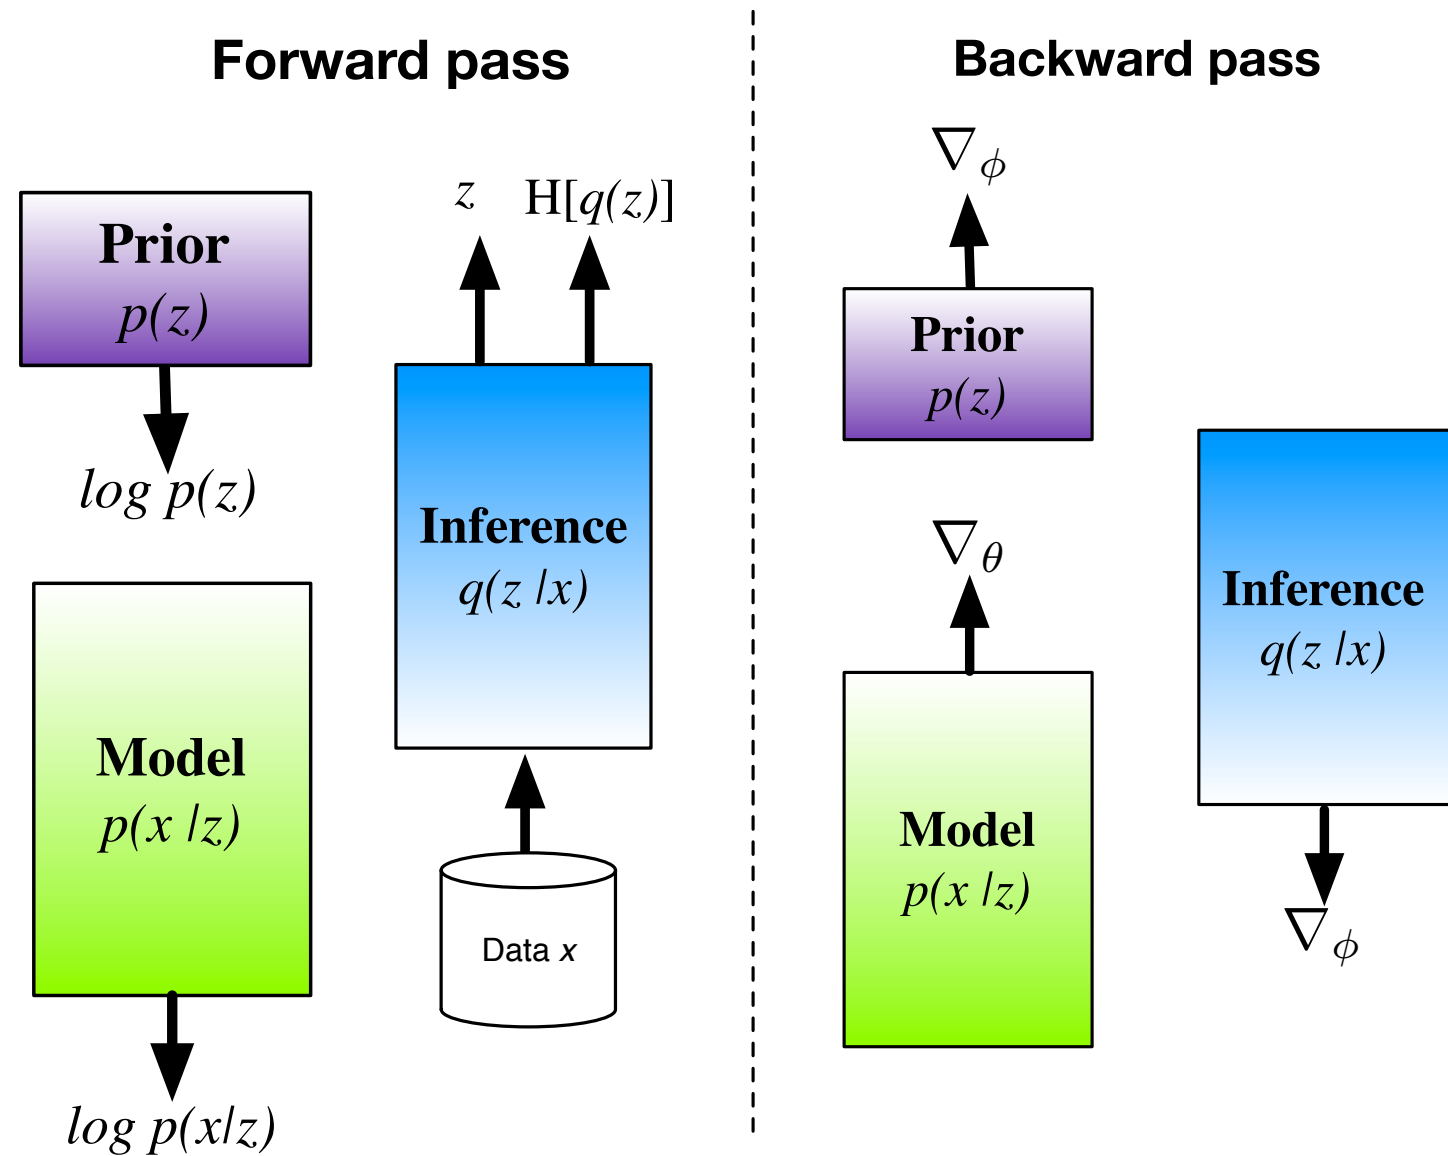 Forward pass
Prior
p(z)
log p(z)
Model
p(x|z)
log p(x|z)
z
H[q(z)]
Inference
q(z|x)
Data x
Backward pass
∇φ
Prior
p(z)
∇θ
Model
p(x|z)
Inference
q(z|x)
∇φ